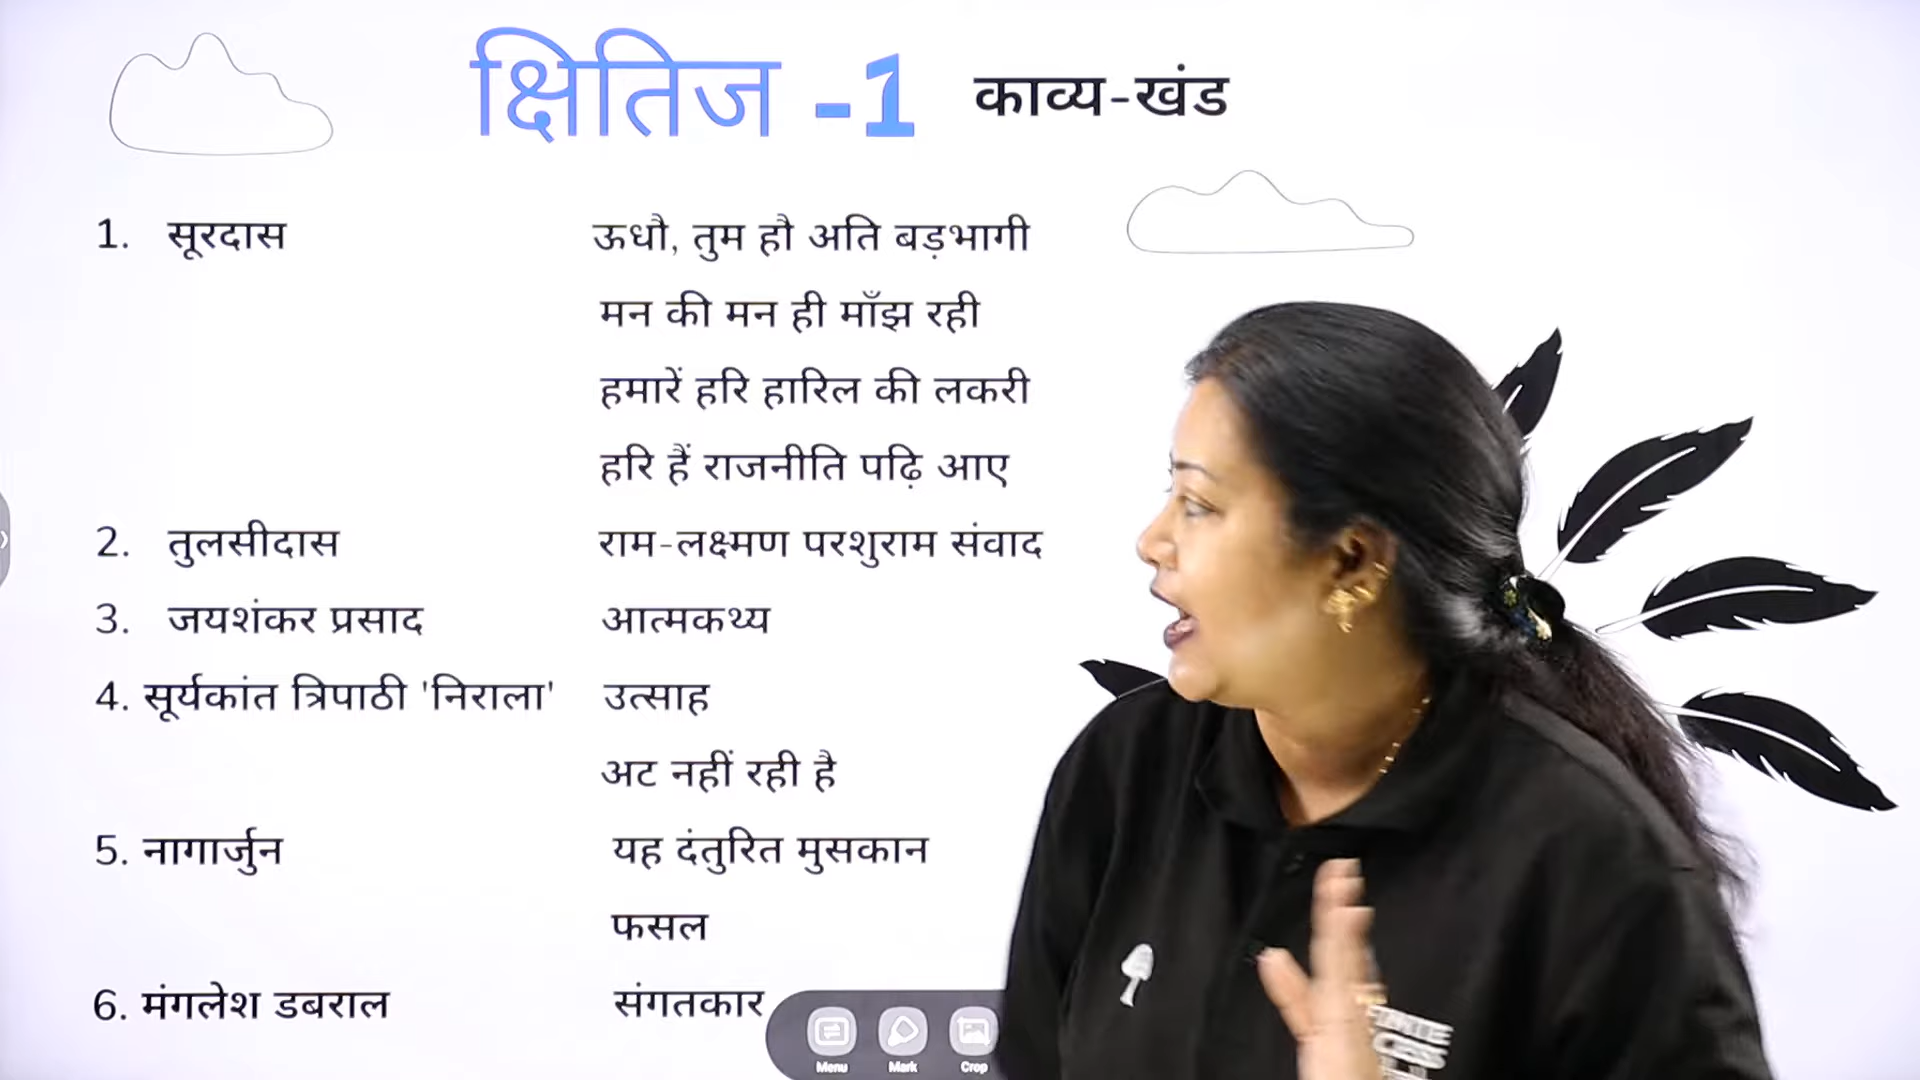 क्षितिज -1 काव्य-खंड
1. सूरदास ऊधौ, तुम हौ अति बड़भागी
मन की मन ही माँझ रही
हमारैं हरि हारिल की लकरी
हरि हैं राजनीति पढ़ि आए
2. तुलसीदास राम-लक्ष्मण परशुराम संवाद
3. जयशंकर प्रसाद आत्मकथ्य
4. सूर्यकांत त्रिपाठी 'निराला' उत्साह
अट नहीं रही है
5. नागार्जुन यह दंतुरित मुसकान
फसल
6. मंगलेश डबराल संगतकार
Menu Mark Crop